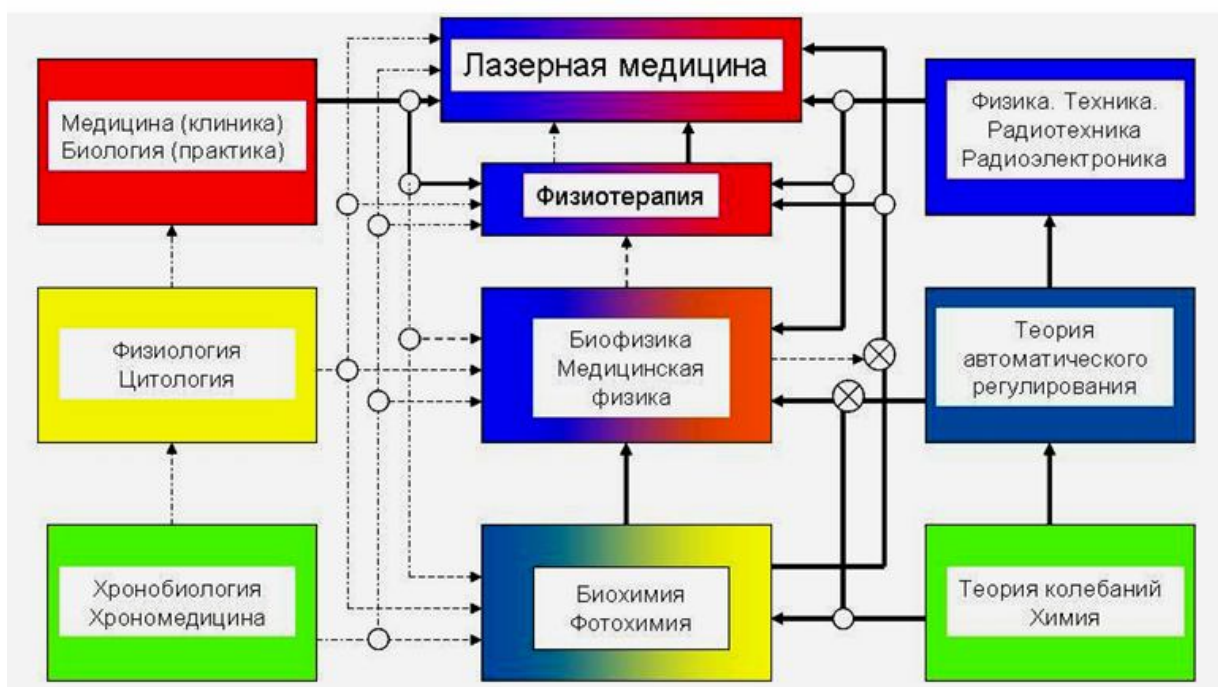 Лазерная медицина
Медицина (клиника)
Биология (практика)
Физика. Техника.
Радиотехника
Радиоэлектроника
Физиотерапия
Физиология
Цитология
Биофизика
Медицинская
физика
Теория
автоматического
регулирования
Хронобиология
Хрономедицина
Биохимия
Фотохимия
Теория колебаний
Химия